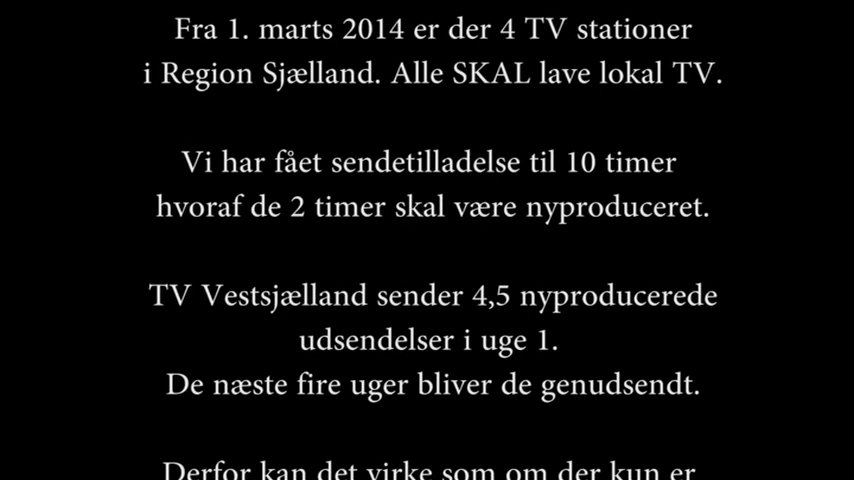 Fra 1. marts 2014 er der 4 TV stationer
i Region Sjælland. Alle SKAL lave lokal TV.
Vi har fået sendetilladelse til 10 timer
hvoraf de 2 timer skal være nyproduceret.
TV Vestsjælland sender 4,5 nyproducerede
udsendelser i uge 1.
De næste fire uger bliver de genudsendt.
Derfor kan det virke som om der kun er